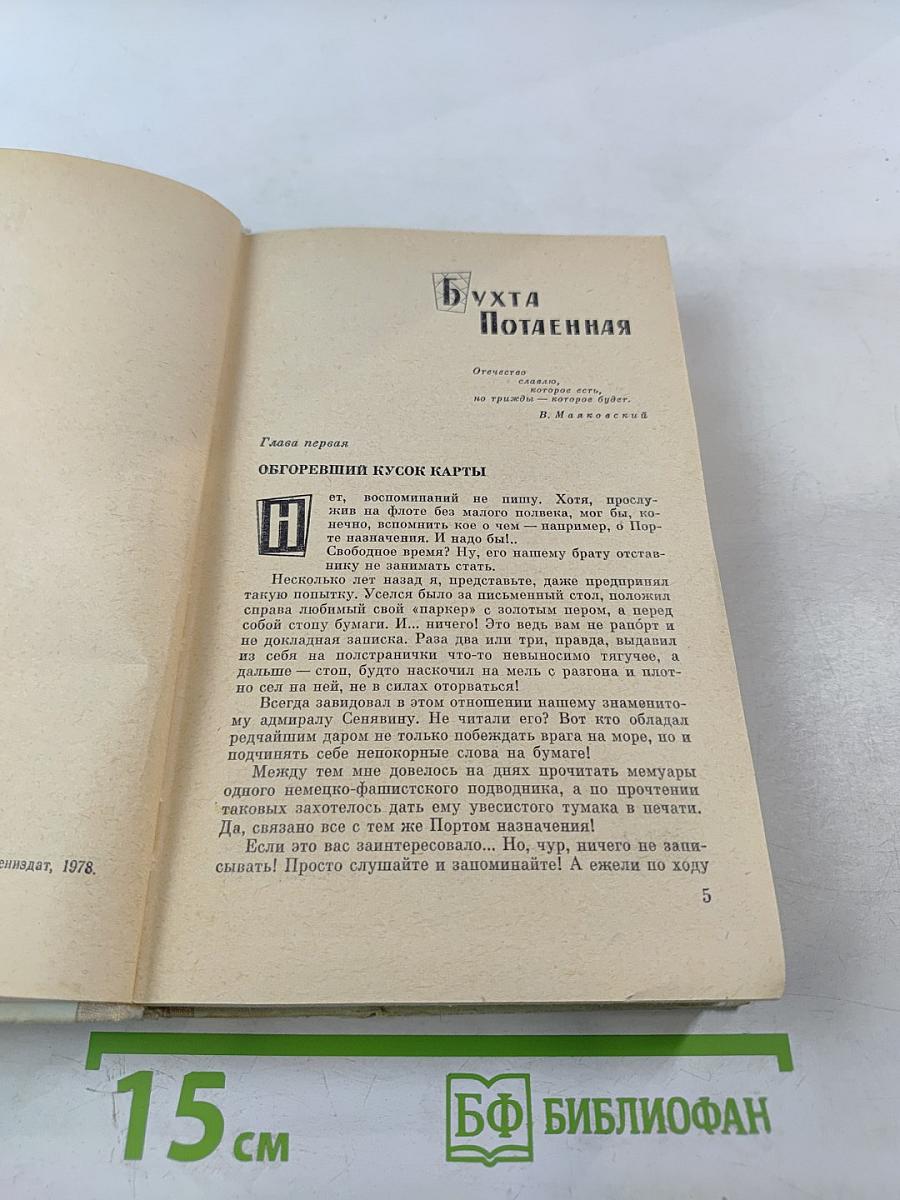 Бухта
Потаенная
Отечество
славлю,
которое есть,
но трижды — которое будет.
В. Маяковский
Глава первая
ОБГОРЕВШИЙ КУСОК КАРТЫ
Нет, воспоминаний не пишу. Хотя, прослу-
жив на флоте без малого полвека, мог бы, ко-
нечно, вспомнить кое о чем — например, о Пор-
те назначения. И надо бы!..
Свободное время? Ну, его нашему брату отстав-
нику не занимать стать.
Несколько лет назад я, представьте, даже предпринял
такую попытку. Уселся было за письменный стол, положил
справа любимый свой «паркер» с золотым пером, а перед
собой стопу бумаги. И... ничего! Это ведь вам не рапо́рт и
не докладная записка. Раза два или три, правда, выдавил
из себя на полстранички что-то невыносимо тягучее, а
дальше — стоп, будто наскочил на мель с разгона и плот-
но сел на ней, не в силах оторваться!
Всегда завидовал в этом отношении нашему знаменито-
му адмиралу Сенявину. Не читали его? Вот кто обладал
редчайшим даром не только побеждать врага на море, но и
подчинять себе непокорные слова на бумаге!
Между тем мне довелось на днях прочитать мемуары
одного немецко-фашистского подводника, а по прочтении
таковых захотелось дать ему увесистого тумака в печати.
Да, связано все с тем же Портом назначения!
Если это вас заинтересовало... Но, чур, ничего не запи-
сывать! Просто слушайте и запоминайте! А ежели по ходу
5
ениздат, 1978.
15 см
БФ БИБЛИОФАН